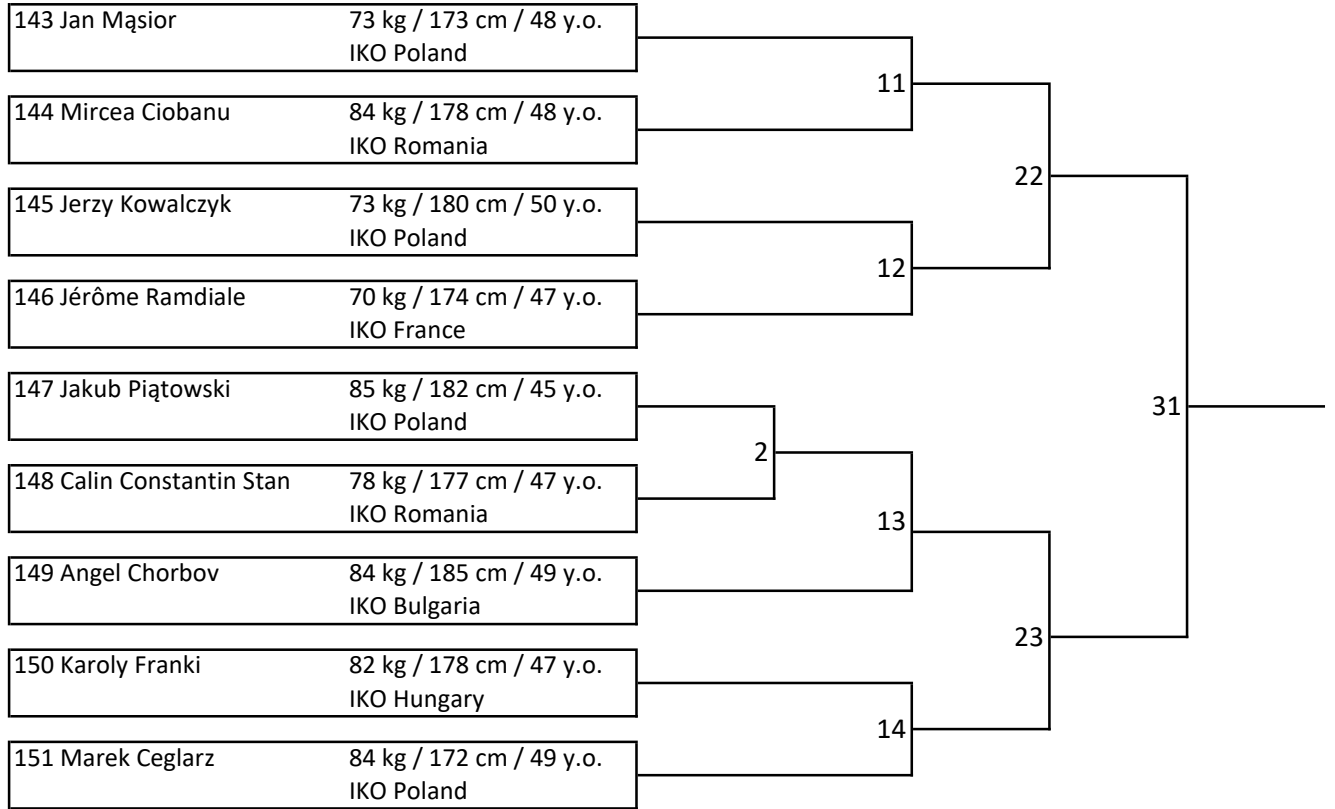 143 Jan Mąsior 73 kg / 173 cm / 48 y.o.
IKO Poland
11
144 Mircea Ciobanu 84 kg / 178 cm / 48 y.o.
IKO Romania
22
145 Jerzy Kowalczyk 73 kg / 180 cm / 50 y.o.
IKO Poland
12
146 Jérôme Ramdiale 70 kg / 174 cm / 47 y.o.
IKO France
147 Jakub Piątowski 85 kg / 182 cm / 45 y.o.
IKO Poland
31
2
148 Calin Constantin Stan 78 kg / 177 cm / 47 y.o.
IKO Romania
13
149 Angel Chorbov 84 kg / 185 cm / 49 y.o.
IKO Bulgaria
23
150 Karoly Franki 82 kg / 178 cm / 47 y.o.
IKO Hungary
14
151 Marek Ceglarz 84 kg / 172 cm / 49 y.o.
IKO Poland